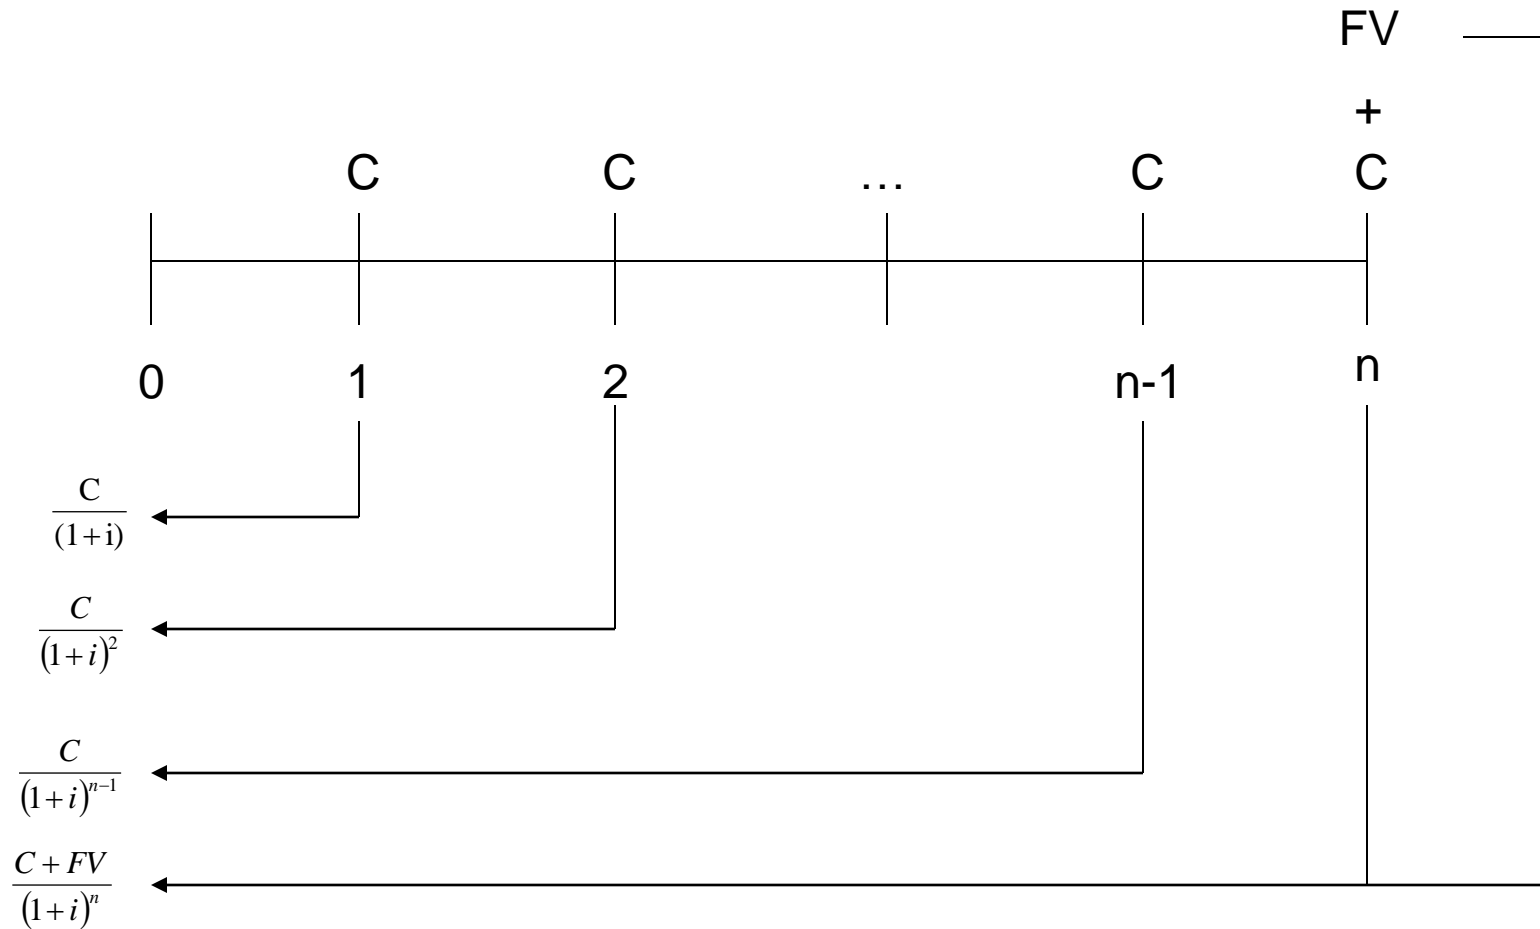 FV
+
C C … C C
0 1 2 n-1 n
C
(1+i)
C
(1+i)²
C
(1+i)ⁿ⁻¹
C + FV
(1+i)ⁿ